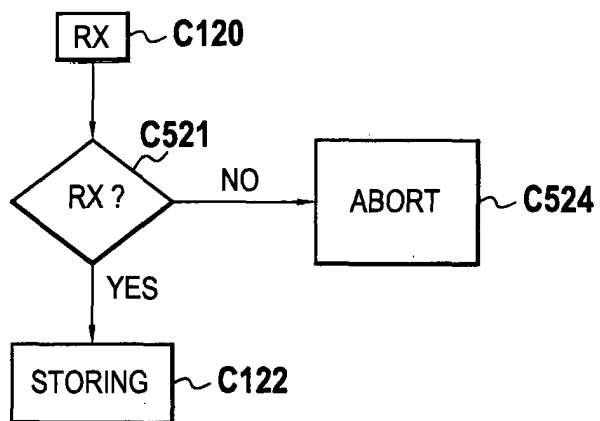 RX C120
C521
RX ? NO ABORT C524
YES
STORING C122